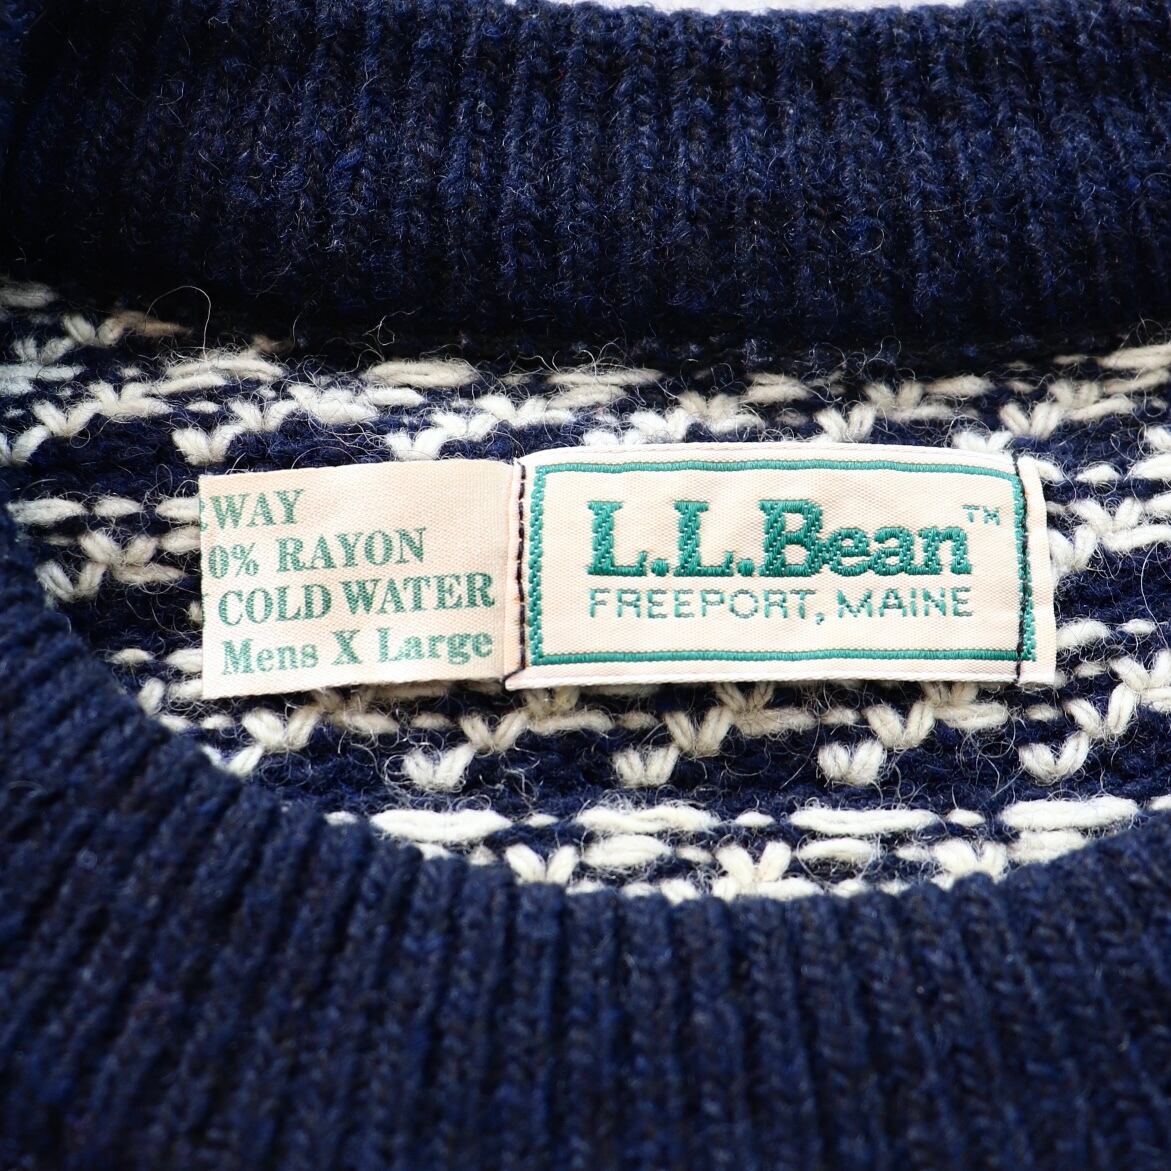 WAY
0% RAYON
COLD WATER
Mens X Large
L.L.Bean™
FREEPORT, MAINE